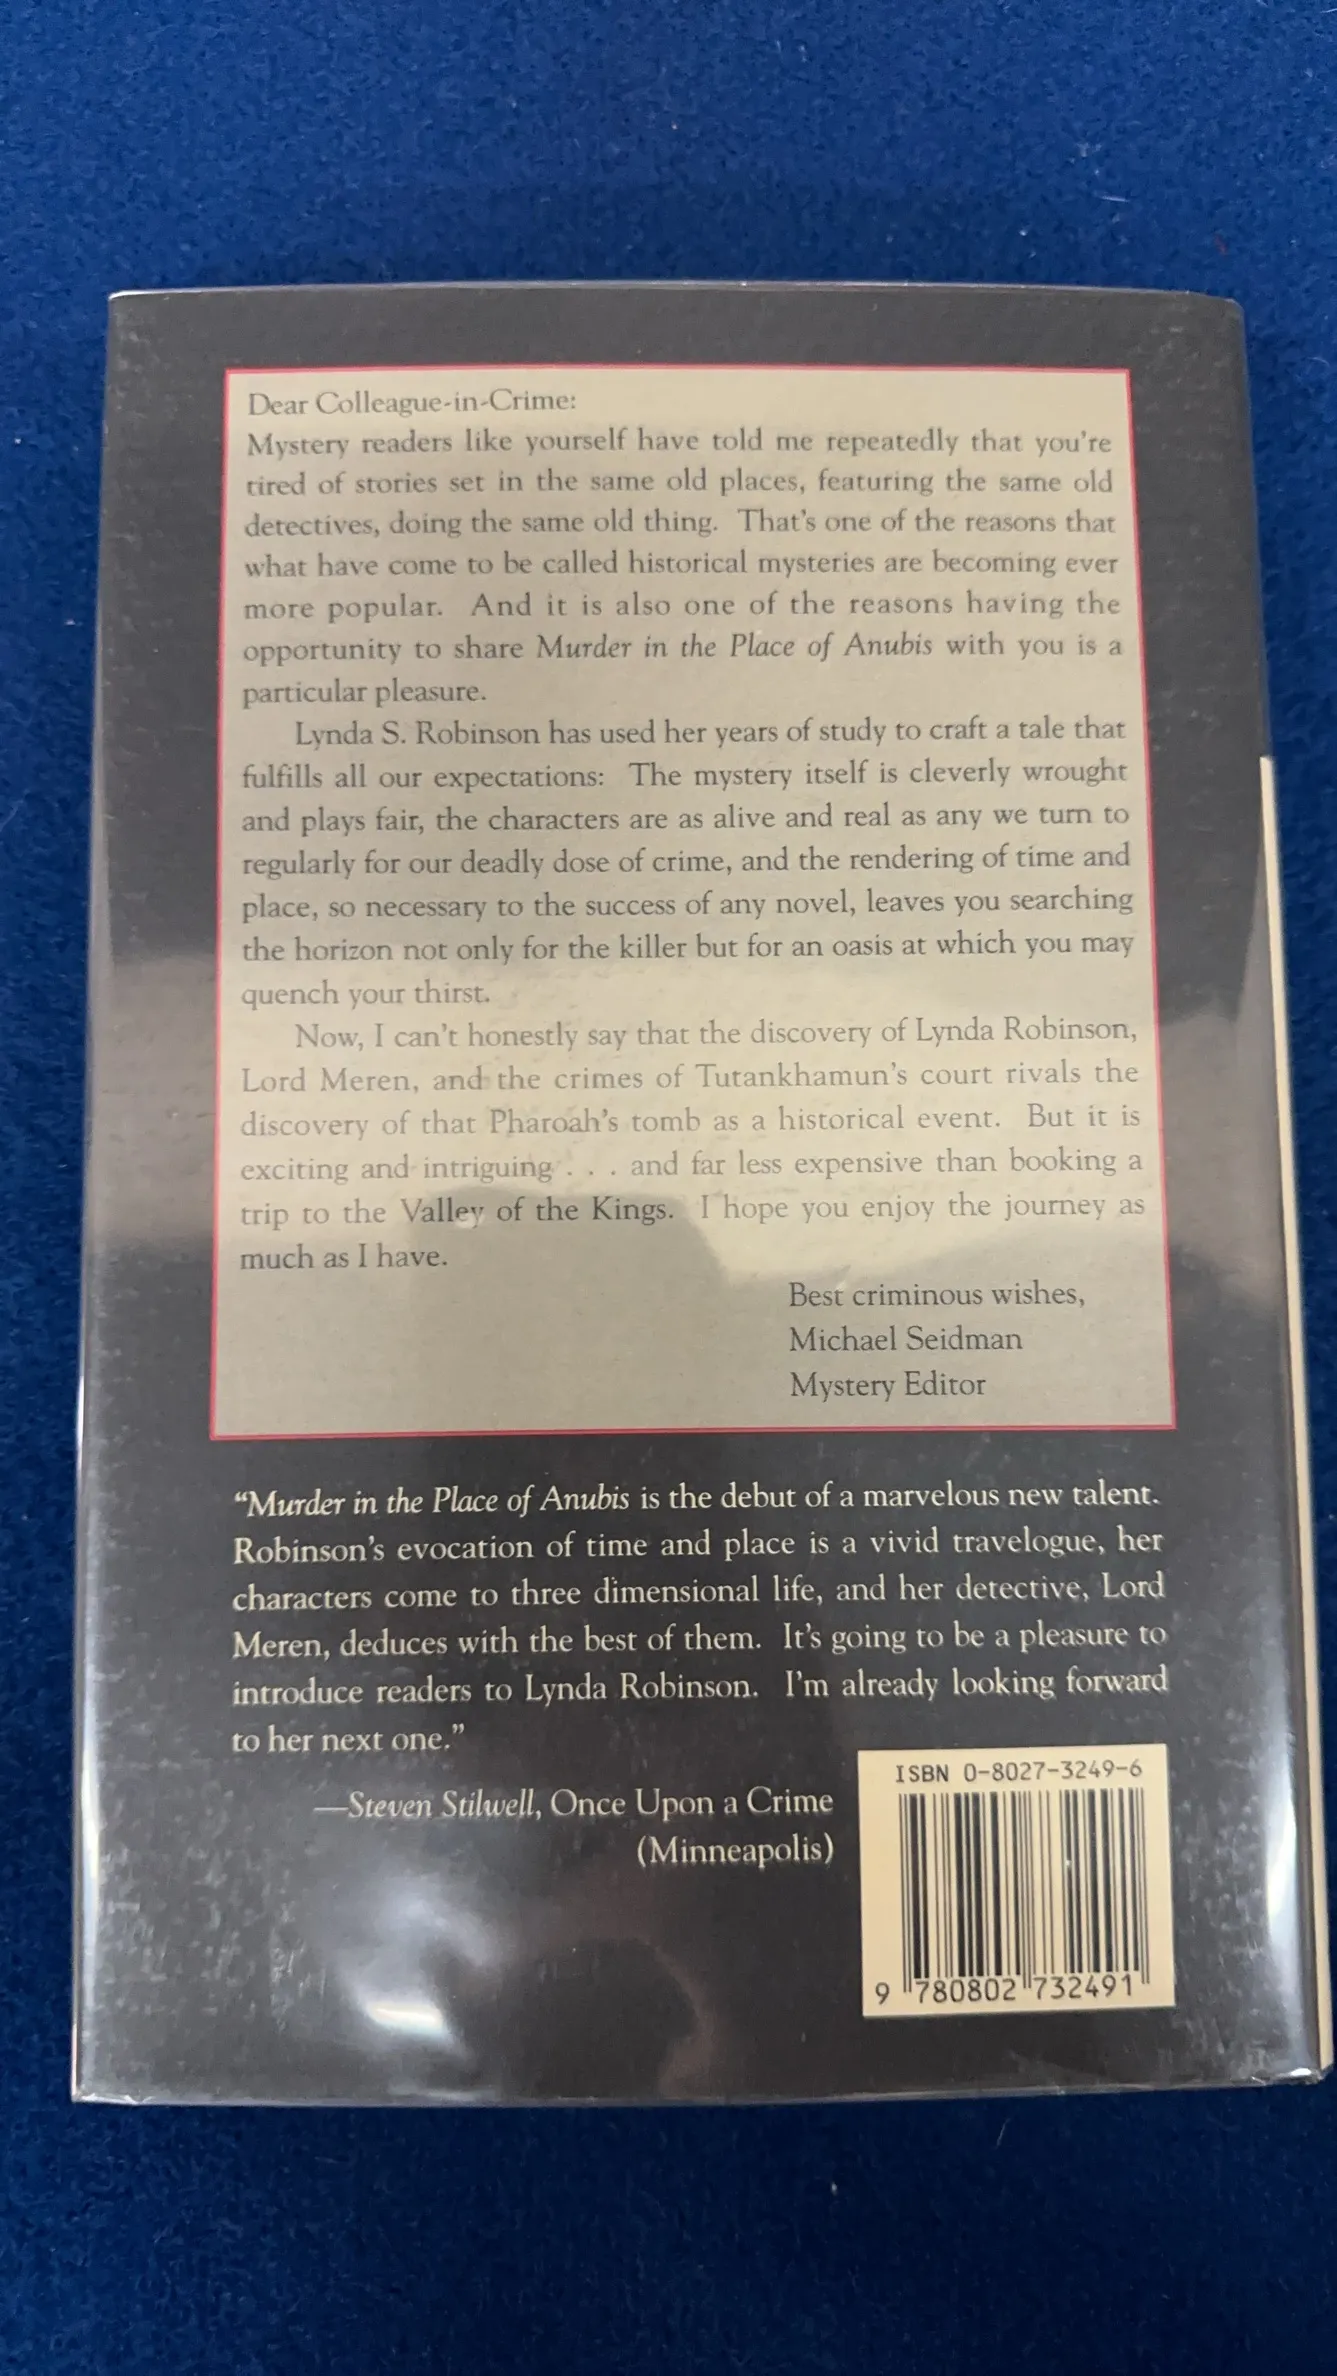 Dear Colleague-in-Crime:
Mystery readers like yourself have told me repeatedly that you're
tired of stories set in the same old places, featuring the same old
detectives, doing the same old thing. That's one of the reasons that
what have come to be called historical mysteries are becoming ever
more popular. And it is also one of the reasons having the
opportunity to share Murder in the Place of Anubis with you is a
particular pleasure.
Lynda S. Robinson has used her years of study to craft a tale that
fulfills all our expectations: The mystery itself is cleverly wrought
and plays fair, the characters are as alive and real as any we turn to
regularly for our deadly dose of crime, and the rendering of time and
place, so necessary to the success of any novel, leaves you searching
the horizon not only for the killer but for an oasis at which you may
quench your thirst.
Now, I can't honestly say that the discovery of Lynda Robinson,
Lord Meren, and the crimes of Tutankhamun's court rivals the
discovery of that Pharoah's tomb as a historical event. But it is
exciting and intriguing . . . and far less expensive than booking a
trip to the Valley of the Kings. I hope you enjoy the journey as
much as I have.
Best criminous wishes,
Michael Seidman
Mystery Editor
“Murder in the Place of Anubis is the debut of a marvelous new talent.
Robinson's evocation of time and place is a vivid travelogue, her
characters come to three dimensional life, and her detective, Lord
Meren, deduces with the best of them. It's going to be a pleasure to
introduce readers to Lynda Robinson. I'm already looking forward
to her next one.”
—Steven Stilwell, Once Upon a Crime
(Minneapolis)
ISBN 0-8027-3249-6
9 780802 732491